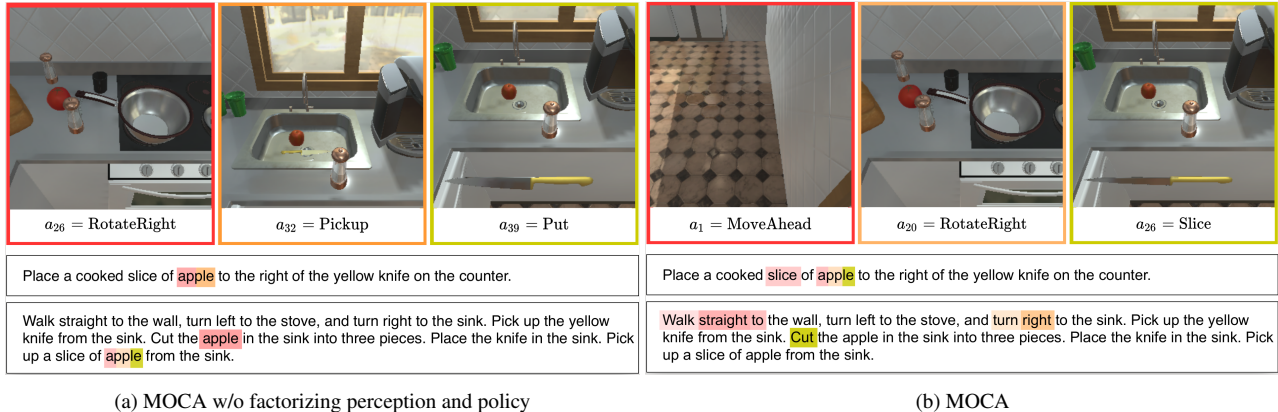 a26 = RotateRight
a32 = Pickup
a39 = Put
Place a cooked slice of apple to the right of the yellow knife on the counter.
Walk straight to the wall, turn left to the stove, and turn right to the sink. Pick up the yellow
knife from the sink. Cut the apple in the sink into three pieces. Place the knife in the sink. Pick
up a slice of apple from the sink.
(a) MOCA w/o factorizing perception and policy
a1 = MoveAhead
a20 = RotateRight
a26 = Slice
Place a cooked slice of apple to the right of the yellow knife on the counter.
Walk straight to the wall, turn left to the stove, and turn right to the sink. Pick up the yellow
knife from the sink. Cut the apple in the sink into three pieces. Place the knife in the sink. Pick
up a slice of apple from the sink.
(b) MOCA